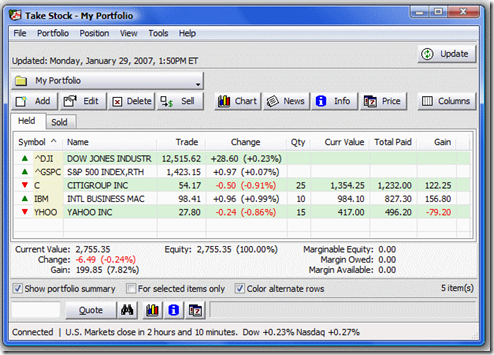 Take Stock - My Portfolio
File Portfolio Position View Tools Help
Updated: Monday, January 29, 2007, 1:50PM ET
Update
My Portfolio
Add Edit Delete Sell Chart News Info Price Columns
Held Sold
Symbol ^ Name Trade Change Qty Curr Value Total Paid Gain
^DJI DOW JONES INDUSTR 12,515.62 +28.60 (+0.23%)
^GSPC S&P 500 INDEX,RTH 1,423.15 +0.97 (+0.07%)
C CITIGROUP INC 54.17 -0.50 (-0.91%) 25 1,354.25 1,232.00 122.25
IBM INTL BUSINESS MAC 98.41 +0.96 (+0.99%) 10 984.10 827.30 156.80
YHOO YAHOO INC 27.80 -0.24 (-0.86%) 15 417.00 496.20 -79.20
Current Value: 2,755.35 Equity: 2,755.35 (100.00%) Marginable Equity: 0.00
Change: -6.49 (-0.24%) Margin Owed: 0.00
Gain: 199.85 (7.82%) Margin Available: 0.00
Show portfolio summary For selected items only Color alternate rows 5 item(s)
Quote
Connected | U.S. Markets close in 2 hours and 10 minutes. Dow +0.23% Nasdaq +0.27%